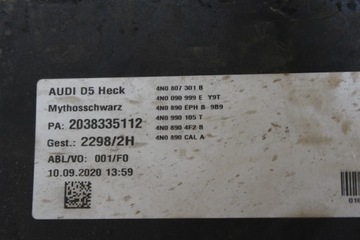 AUDI D5 Heck
Mythosschwarz
PA: 2038335112
Gest.: 2298/2H
ABL/VO: 001/F0
10.09.2020 13:59
4N0 807 301 B
4N0 090 999 E Y9T
4N0 890 EPH B 9B9
4N0 990 105 T
4N0 890 4F2 B
4N0 890 CAL A